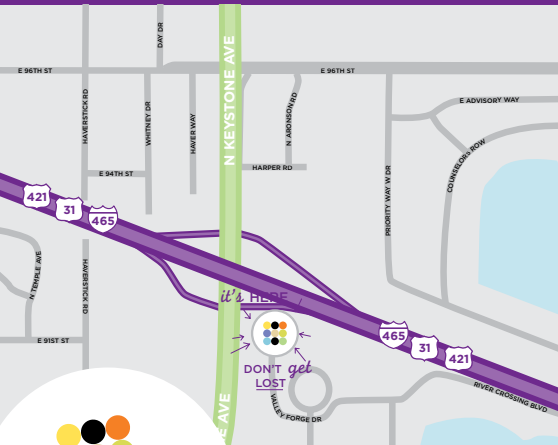 DAY DR
E 96TH ST
E 96TH ST
N KEYSTONE AVE
HAVERSTICK RD
WHITNEY DR
HAVER WAY
N ARONSON RD
E ADVISORY WAY
COUNSELORS ROW
PRIORITY WAY W DR
HARPER RD
E 94TH ST
421
31
465
N TEMPLE AVE
HAVERSTICK RD
it's HERE
465
31
421
E 91ST ST
DON'T get
LOST
RIVER CROSSING BLVD
VALLEY FORGE DR
E AVE